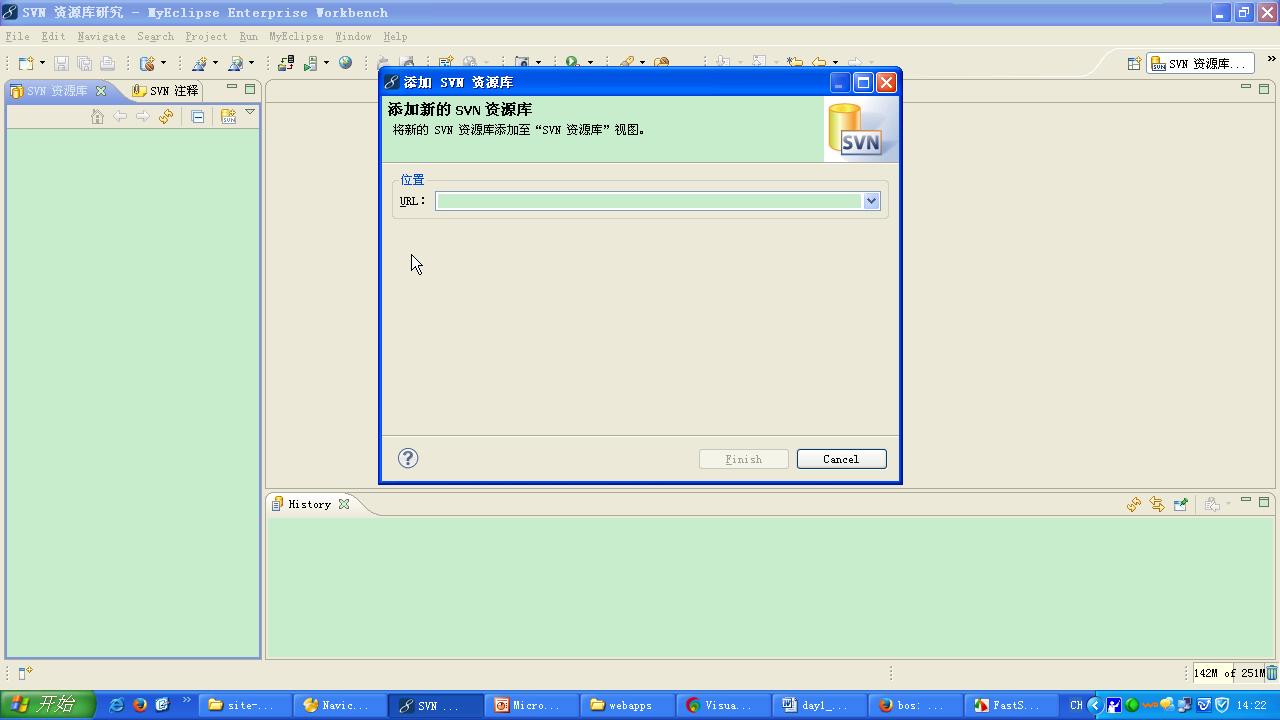 SVN 资源库研究 - MyEclipse Enterprise Workbench
File Edit Navigate Search Project Run MyEclipse Window Help
SVN 资源库...
SVN 资源库
SVN 注释
添加 SVN 资源库
添加新的 SVN 资源库
将新的 SVN 资源库添加至“SVN 资源库”视图。
SVN
位置
URL:
Finish
Cancel
History
142M of 251M
开始
site-...
Navic...
SVN ...
Micro...
webapps
Visua...
day1_...
bos: ...
FastS...
CH
14:22